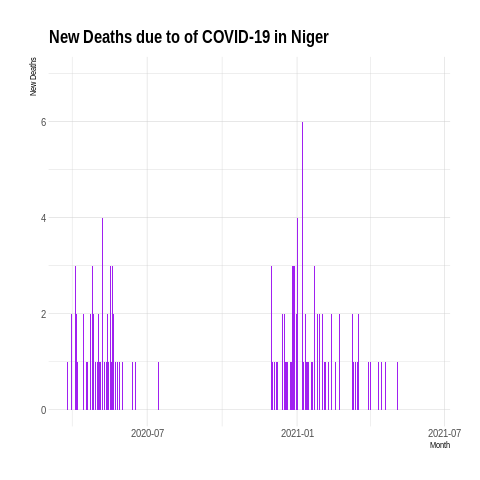 New Deaths due to of COVID-19 in Niger
New Deaths
6
4
2
0
2020-07 2021-01 2021-07
Month